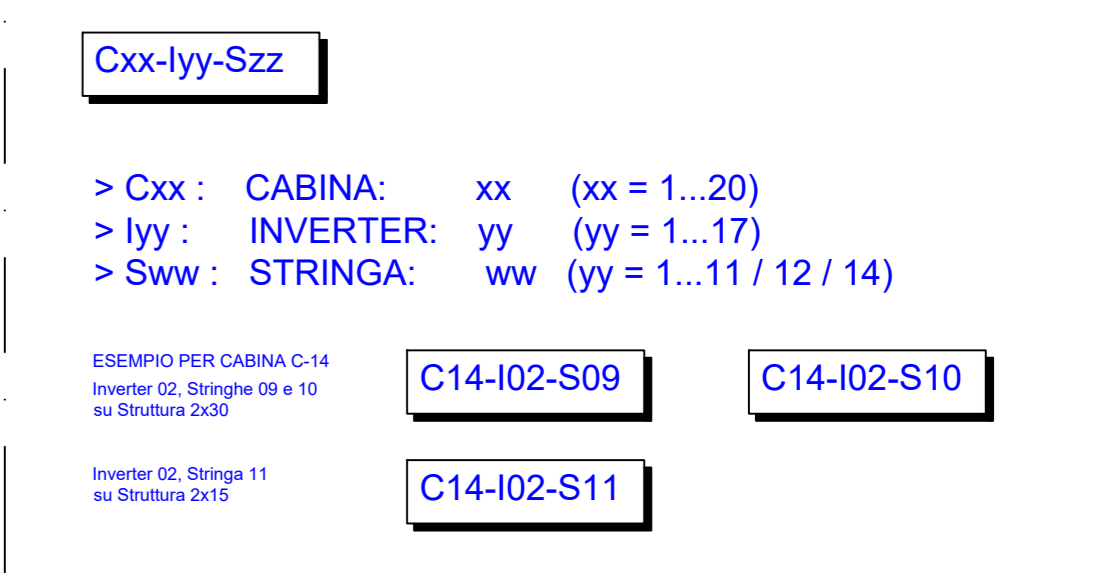 Cxx-Iyy-Szz
> Cxx : CABINA: xx (xx = 1...20)
> Iyy : INVERTER: yy (yy = 1...17)
> Sww : STRINGA: ww (yy = 1...11 / 12 / 14)
ESEMPIO PER CABINA C-14
Inverter 02, Stringhe 09 e 10
su Struttura 2x30
C14-I02-S09
C14-I02-S10
Inverter 02, Stringa 11
su Struttura 2x15
C14-I02-S11